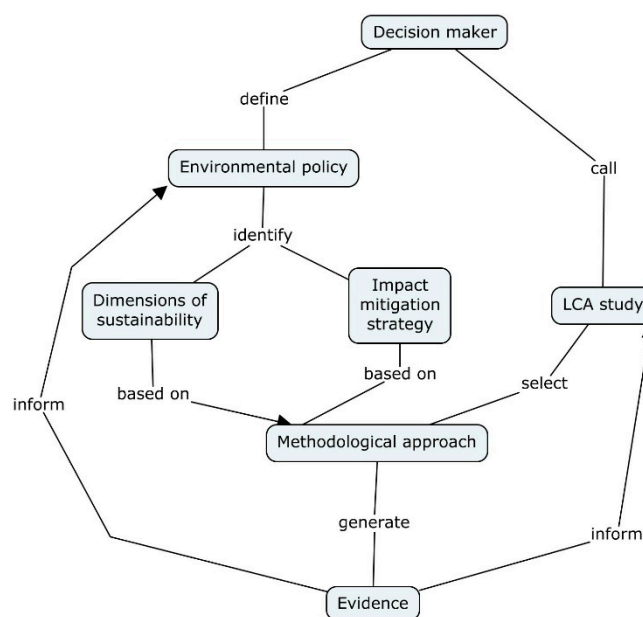 Decision maker
define
call
Environmental policy
identify
Dimensions of
sustainability
Impact
mitigation
strategy
LCA study
based on
based on
select
inform
Methodological approach
generate
inform
Evidence